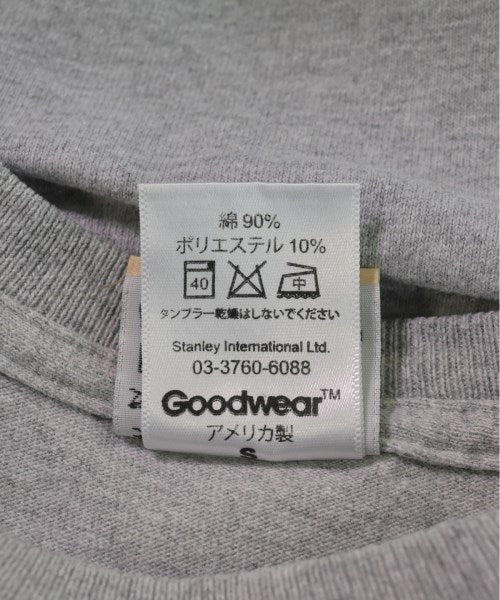 綿 90%
ポリエステル 10%
40 中
タンブラー乾燥はしないでください
Stanley International Ltd.
03-3760-6088
Goodwear™
アメリカ製
S